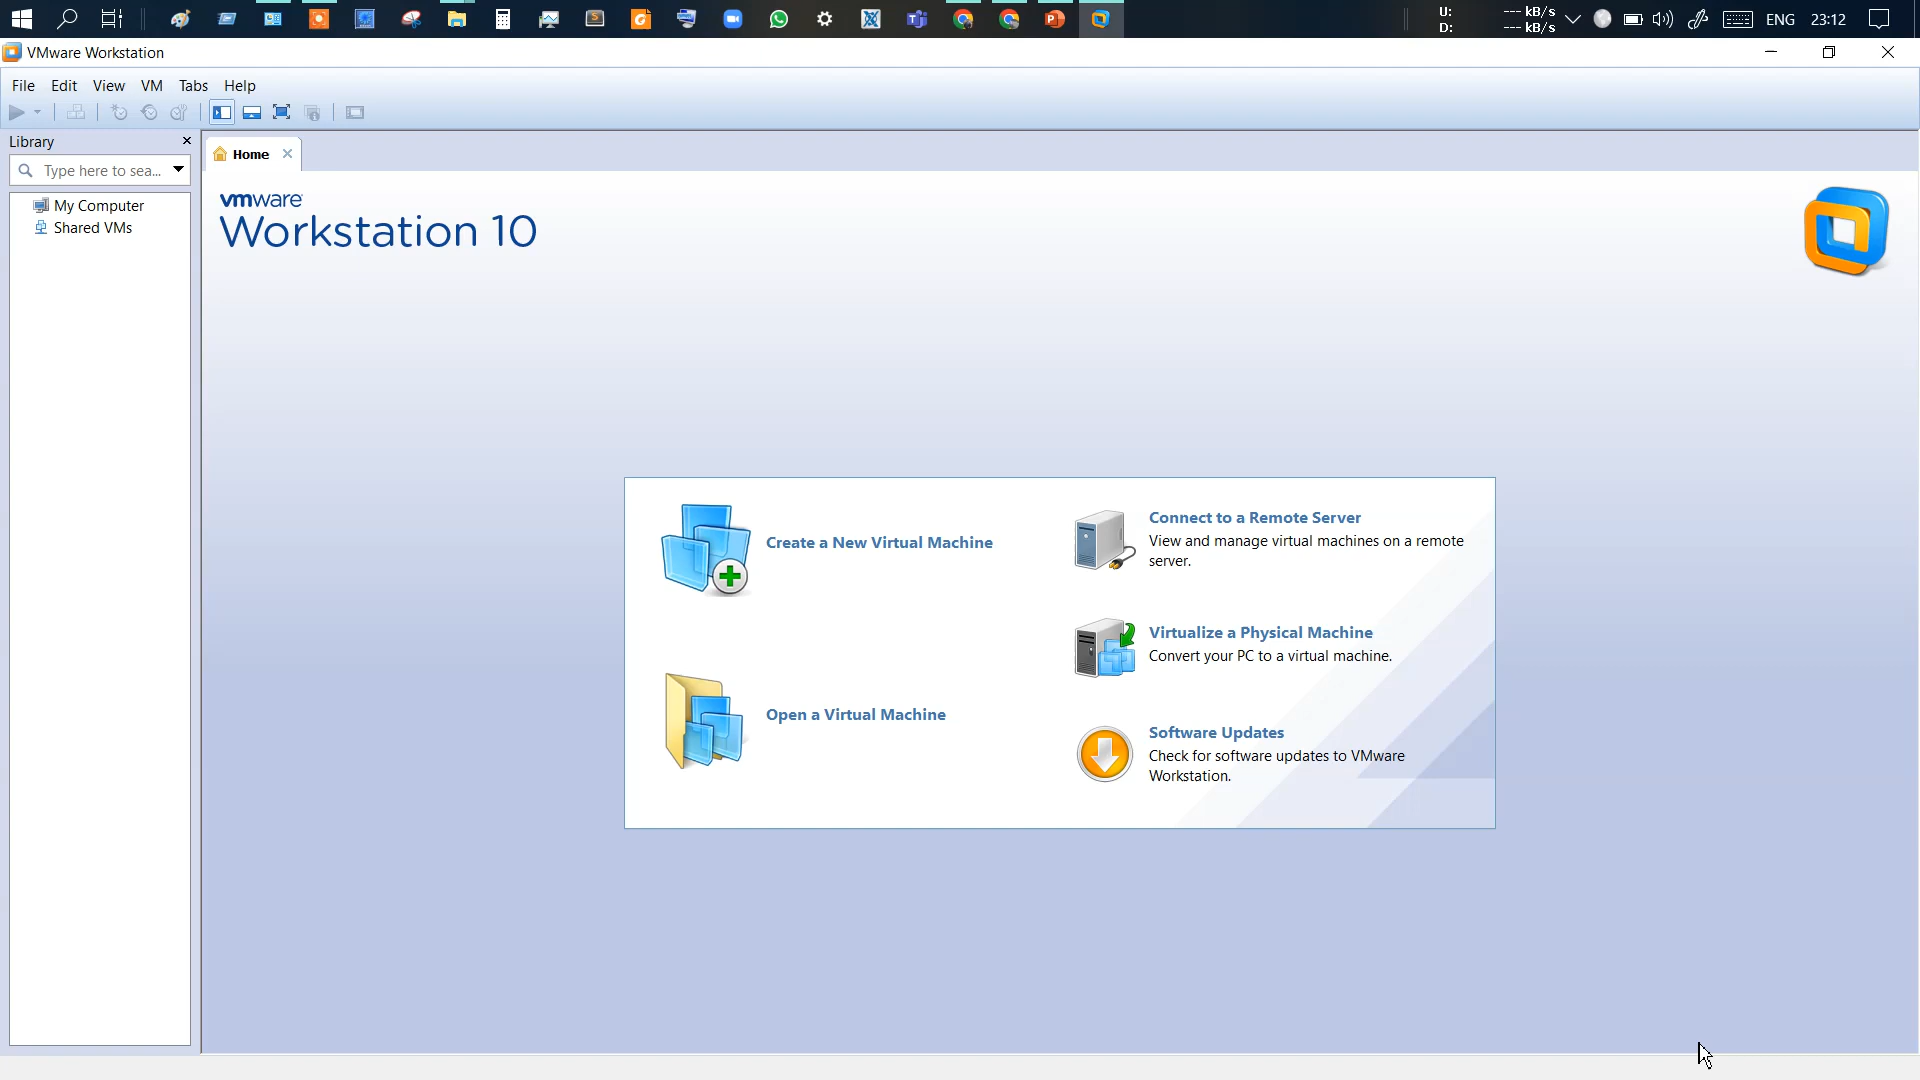 U: --- kB/s
D: --- kB/s
ENG 23:12
VMware Workstation
File Edit View VM Tabs Help
Library
Type here to sea...
Home
My Computer
Shared VMs
vmware
Workstation 10
Create a New Virtual Machine
Open a Virtual Machine
Connect to a Remote Server
View and manage virtual machines on a remote
server.
Virtualize a Physical Machine
Convert your PC to a virtual machine.
Software Updates
Check for software updates to VMware
Workstation.